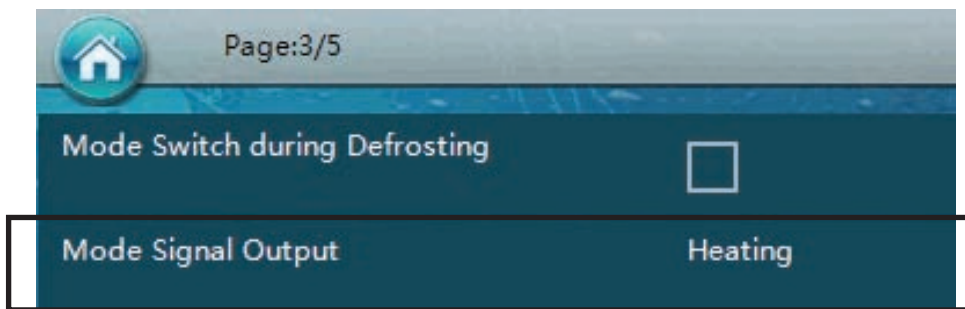 Page:3/5
Mode Switch during Defrosting
Mode Signal Output Heating